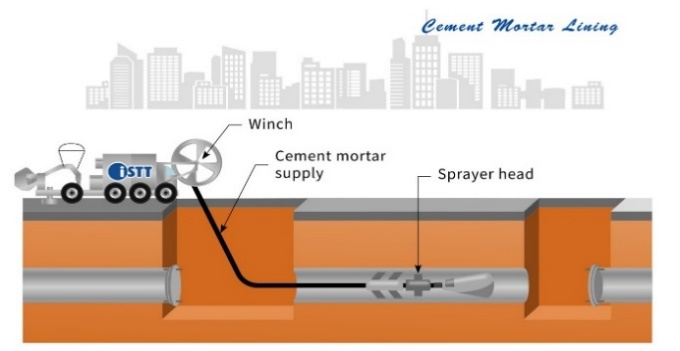 Cement Mortar Lining
Winch
Cement mortar
supply
Sprayer head
iSTT